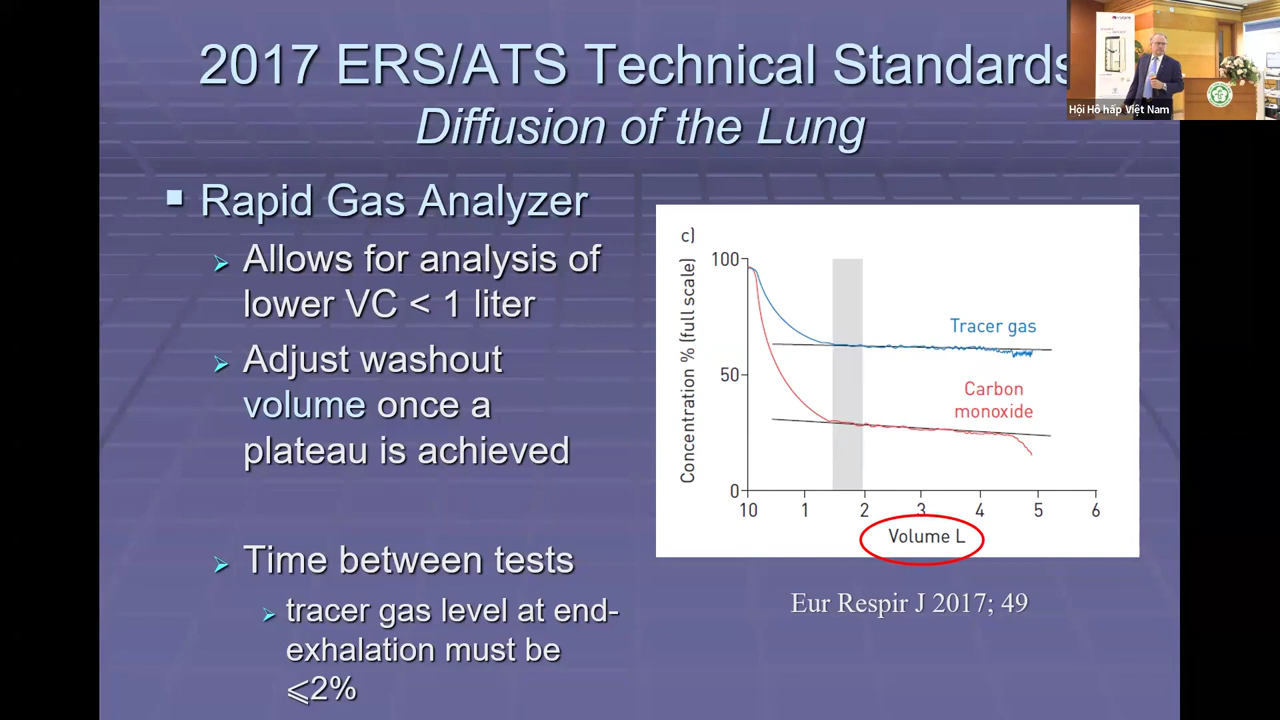 2017 ERS/ATS Technical Standards
Diffusion of the Lung
Hội Hô hấp Việt Nam
Rapid Gas Analyzer
Allows for analysis of
lower VC < 1 liter
Adjust washout
volume once a
plateau is achieved
Time between tests
tracer gas level at end-
exhalation must be
⩽2%
c)
Concentration % (full scale)
100
50
0
Tracer gas
Carbon
monoxide
10 1 2 3 4 5 6
Volume L
Eur Respir J 2017; 49